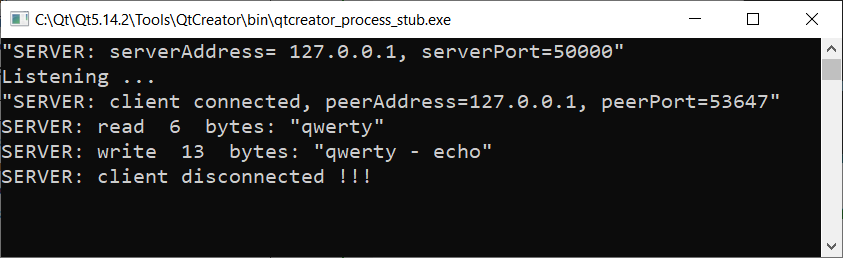 C:\Qt\Qt5.14.2\Tools\QtCreator\bin\qtcreator_process_stub.exe
"SERVER: serverAddress= 127.0.0.1, serverPort=50000"
Listening ...
"SERVER: client connected, peerAddress=127.0.0.1, peerPort=53647"
SERVER: read  6  bytes: "qwerty"
SERVER: write  13  bytes: "qwerty - echo"
SERVER: client disconnected !!!